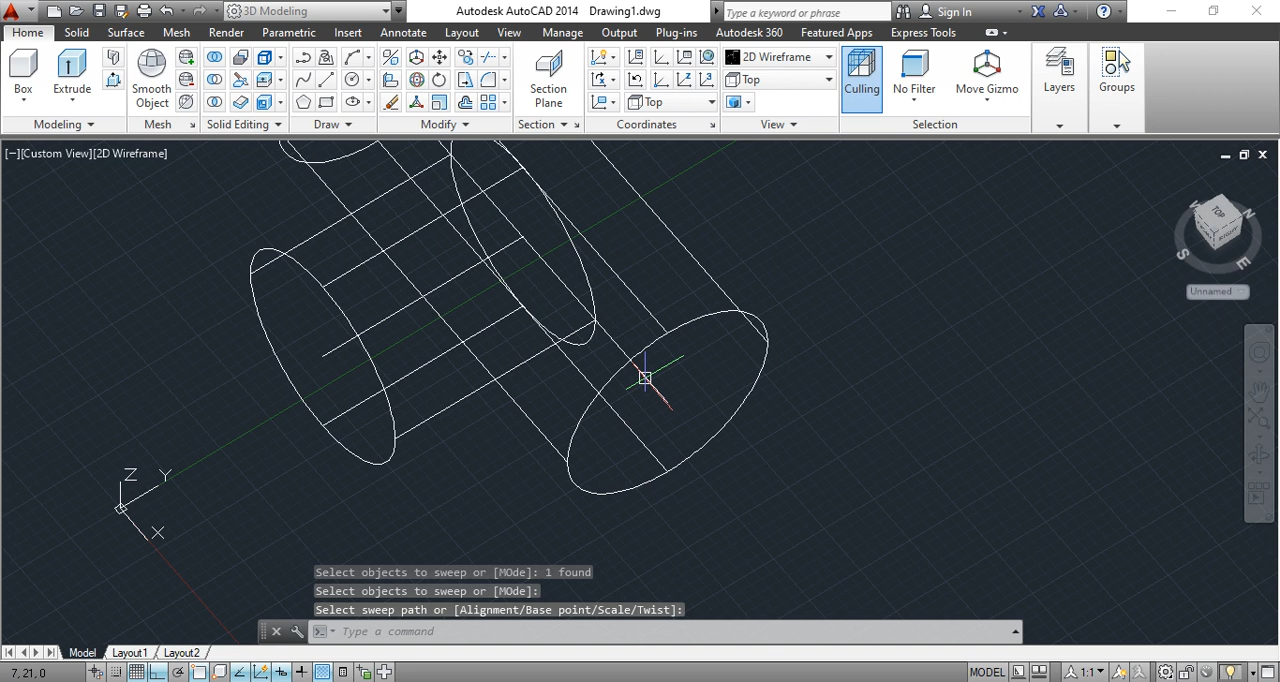 3D Modeling
Autodesk AutoCAD 2014 Drawing1.dwg
Type a keyword or phrase
Sign In
Home Solid Surface Mesh Render Parametric Insert Annotate Layout View Manage Output Plug-ins Autodesk 360 Featured Apps Express Tools
Box
Extrude
Smooth Object
Section Plane
Top
2D Wireframe
Top
Culling
No Filter
Move Gizmo
Layers
Groups
Modeling Mesh Solid Editing Draw Modify Section Coordinates View Selection
[−][Custom View][2D Wireframe]
TOP
RIGHT
N
S
E
Unnamed
Z
Y
X
Select objects to sweep or [MOde]: 1 found
Select objects to sweep or [MOde]:
Select sweep path or [Alignment/Base point/Scale/Twist]:
Type a command
Model Layout1 Layout2
7, 21, 0
MODEL
1:1